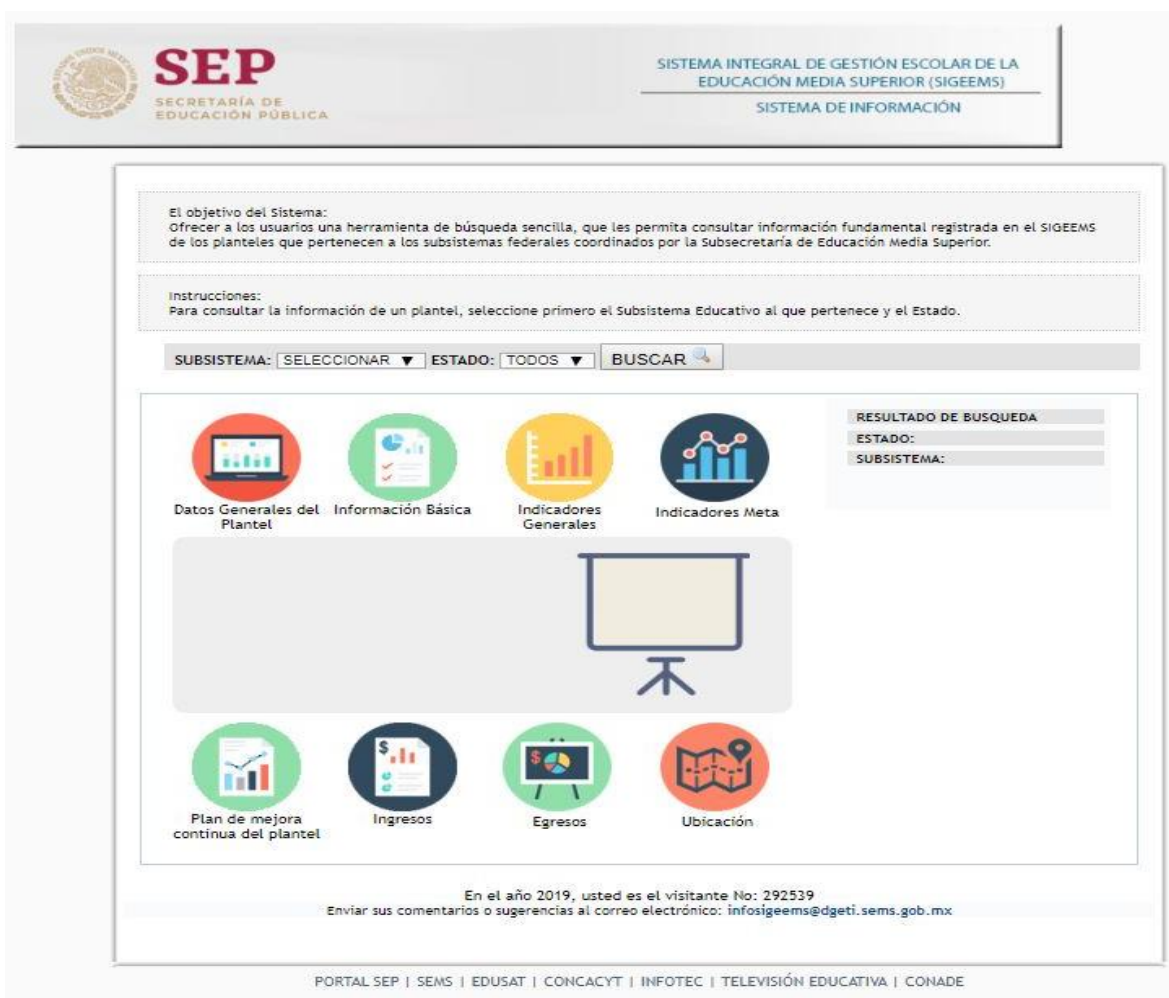 SEP
SECRETARÍA DE
EDUCACIÓN PÚBLICA
SISTEMA INTEGRAL DE GESTIÓN ESCOLAR DE LA
EDUCACIÓN MEDIA SUPERIOR (SIGEEMS)
SISTEMA DE INFORMACIÓN
El objetivo del Sistema:
Ofrecer a los usuarios una herramienta de búsqueda sencilla, que les permita consultar información fundamental registrada en el SIGEEMS
de los planteles que pertenecen a los subsistemas federales coordinados por la Subsecretaría de Educación Media Superior.
Instrucciones:
Para consultar la información de un plantel, seleccione primero el Subsistema Educativo al que pertenece y el Estado.
SUBSISTEMA: SELECCIONAR ▼ ESTADO: TODOS ▼ BUSCAR
RESULTADO DE BUSQUEDA
ESTADO:
SUBSISTEMA:
Datos Generales del
Plantel
Información Básica
Indicadores
Generales
Indicadores Meta
Plan de mejora
continua del plantel
Ingresos
Egresos
Ubicación
En el año 2019, usted es el visitante No: 292539
Enviar sus comentarios o sugerencias al correo electrónico: infosigeems@dgeti.sems.gob.mx
PORTAL SEP | SEMS | EDUSAT | CONCACYT | INFOTEC | TELEVISIÓN EDUCATIVA | CONADE